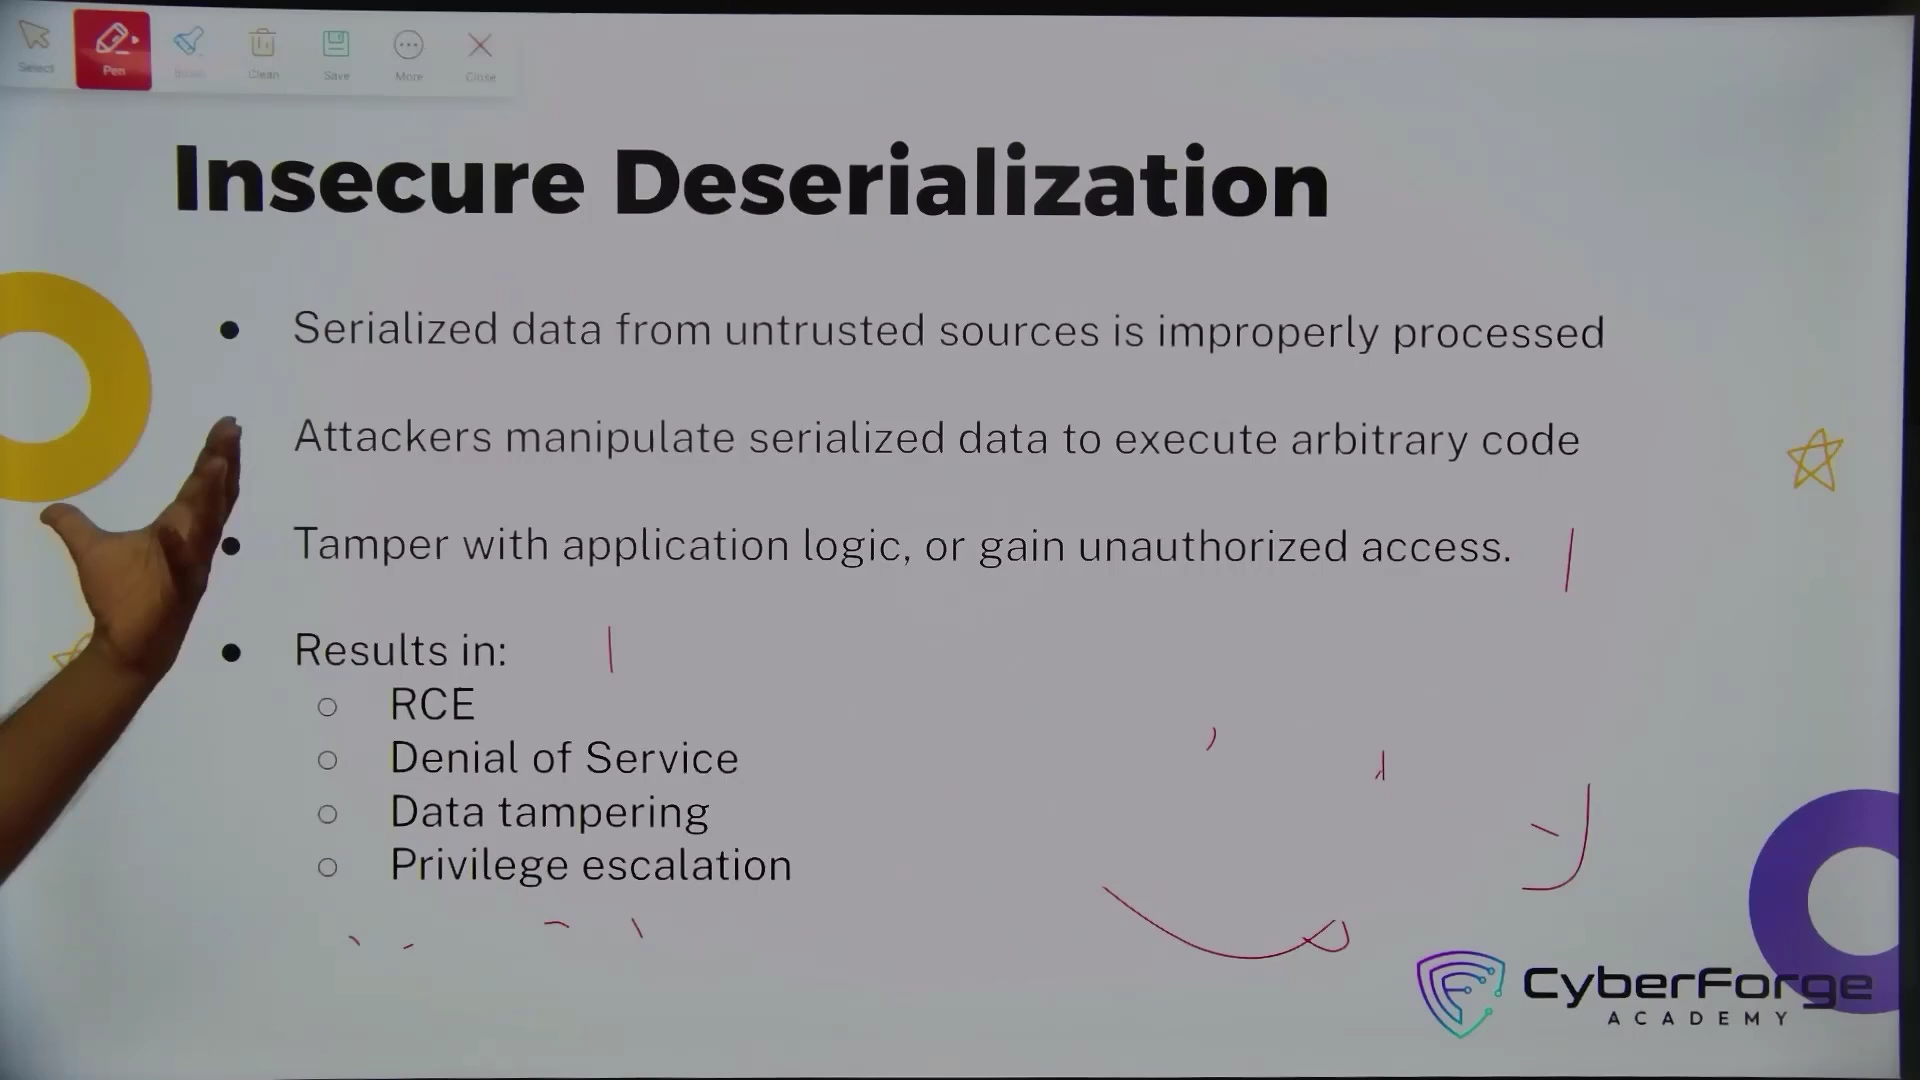 Select
Pen
Clean
Save
More
Close
Insecure Deserialization
Serialized data from untrusted sources is improperly processed
Attackers manipulate serialized data to execute arbitrary code
Tamper with application logic, or gain unauthorized access.
Results in:
RCE
Denial of Service
Data tampering
Privilege escalation
CyberForge
ACADEMY